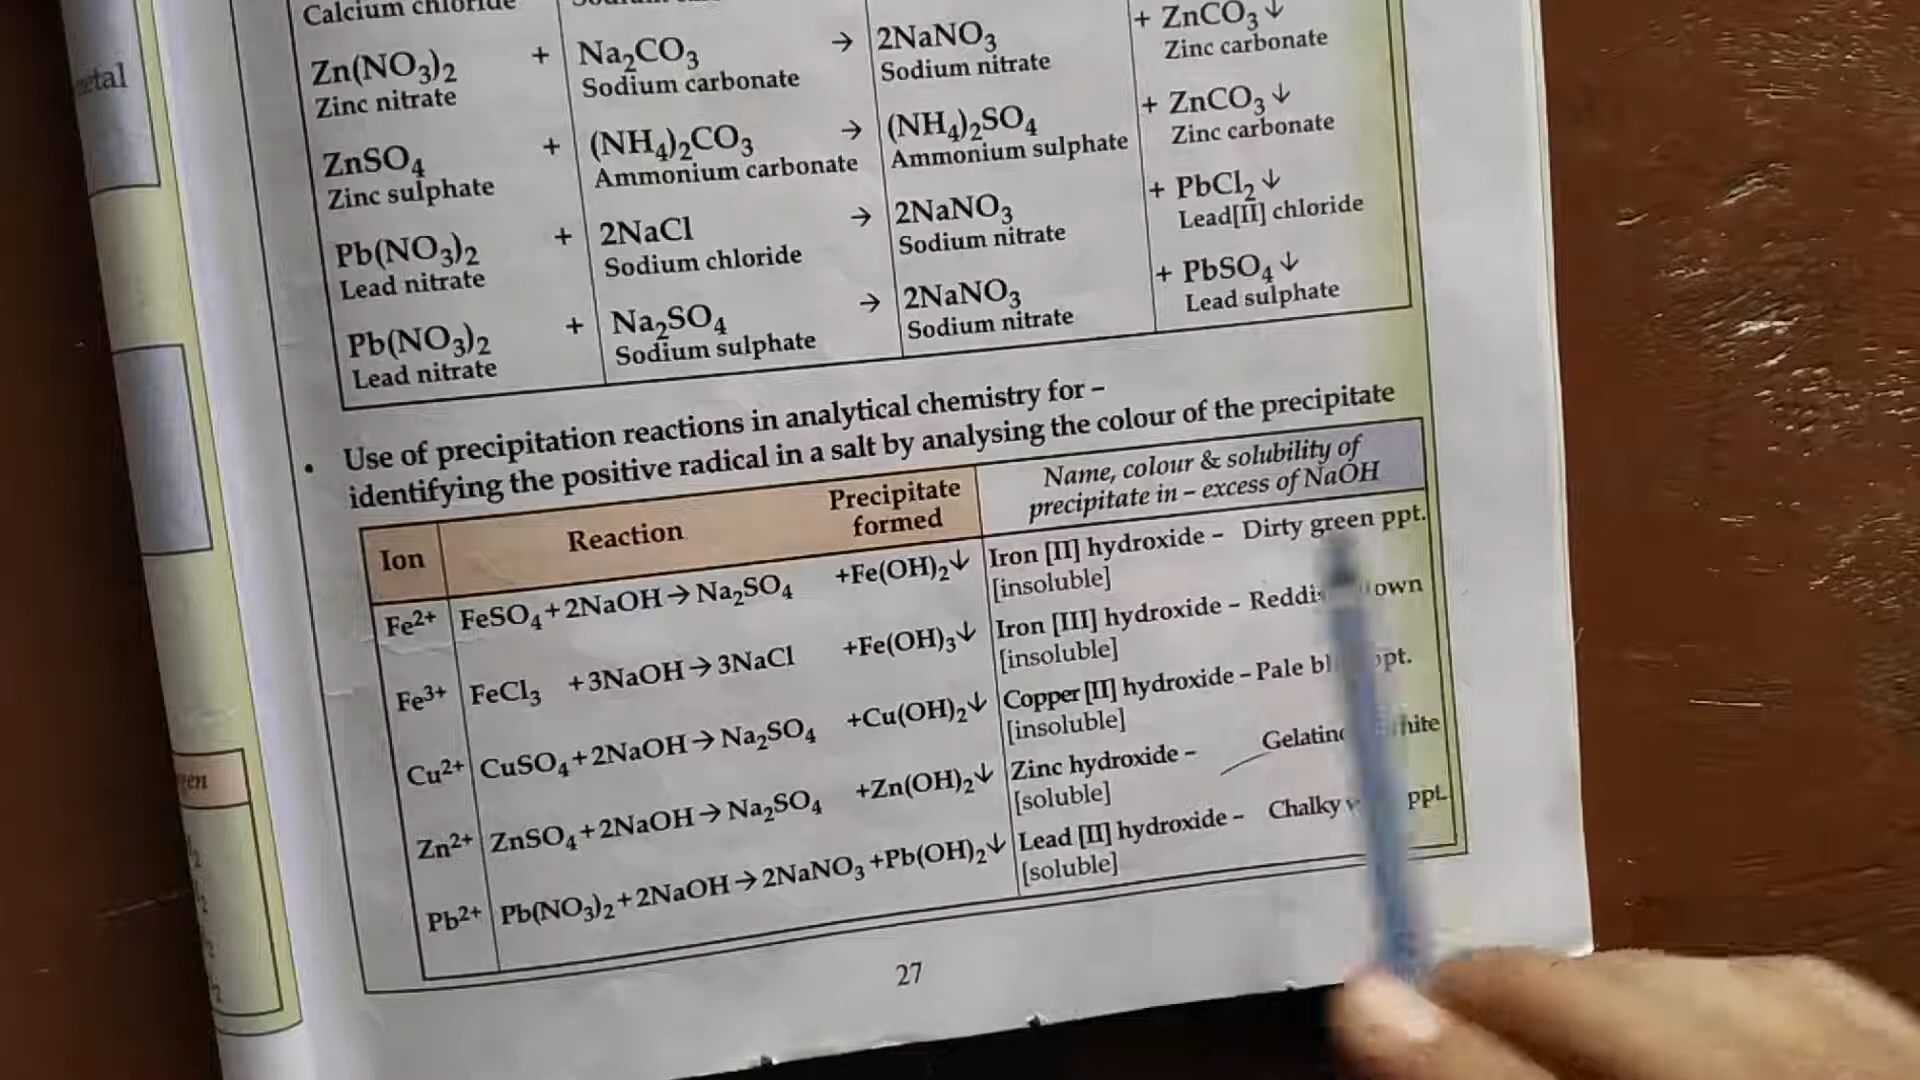 Calcium chloride
Zn(NO3)2 + Na2CO3 → 2NaNO3 + ZnCO3↓
Zinc nitrate Sodium carbonate Sodium nitrate Zinc carbonate
ZnSO4 + (NH4)2CO3 → (NH4)2SO4 + ZnCO3↓
Zinc sulphate Ammonium carbonate Ammonium sulphate Zinc carbonate
Pb(NO3)2 + 2NaCl → 2NaNO3 + PbCl2↓
Lead nitrate Sodium chloride Sodium nitrate Lead[II] chloride
Pb(NO3)2 + Na2SO4 → 2NaNO3 + PbSO4↓
Lead nitrate Sodium sulphate Sodium nitrate Lead sulphate
• Use of precipitation reactions in analytical chemistry for –
identifying the positive radical in a salt by analysing the colour of the precipitate
Ion Reaction Precipitate formed Name, colour & solubility of
precipitate in – excess of NaOH
Fe2+ FeSO4+2NaOH→Na2SO4 +Fe(OH)2↓ Iron [II] hydroxide – Dirty green ppt.
[insoluble]
Fe3+ FeCl3 +3NaOH→3NaCl +Fe(OH)3↓ Iron [III] hydroxide –
[insoluble]
Cu2+ CuSO4+2NaOH→Na2SO4 +Cu(OH)2↓ Copper [II] hydroxide – Pale
[insoluble]
Zn2+ ZnSO4+2NaOH→Na2SO4 +Zn(OH)2↓ Zinc hydroxide –
[soluble]
Pb2+ Pb(NO3)2+2NaOH→2NaNO3+Pb(OH)2↓ Lead [II] hydroxide – Chalky ppt.
[soluble]
27